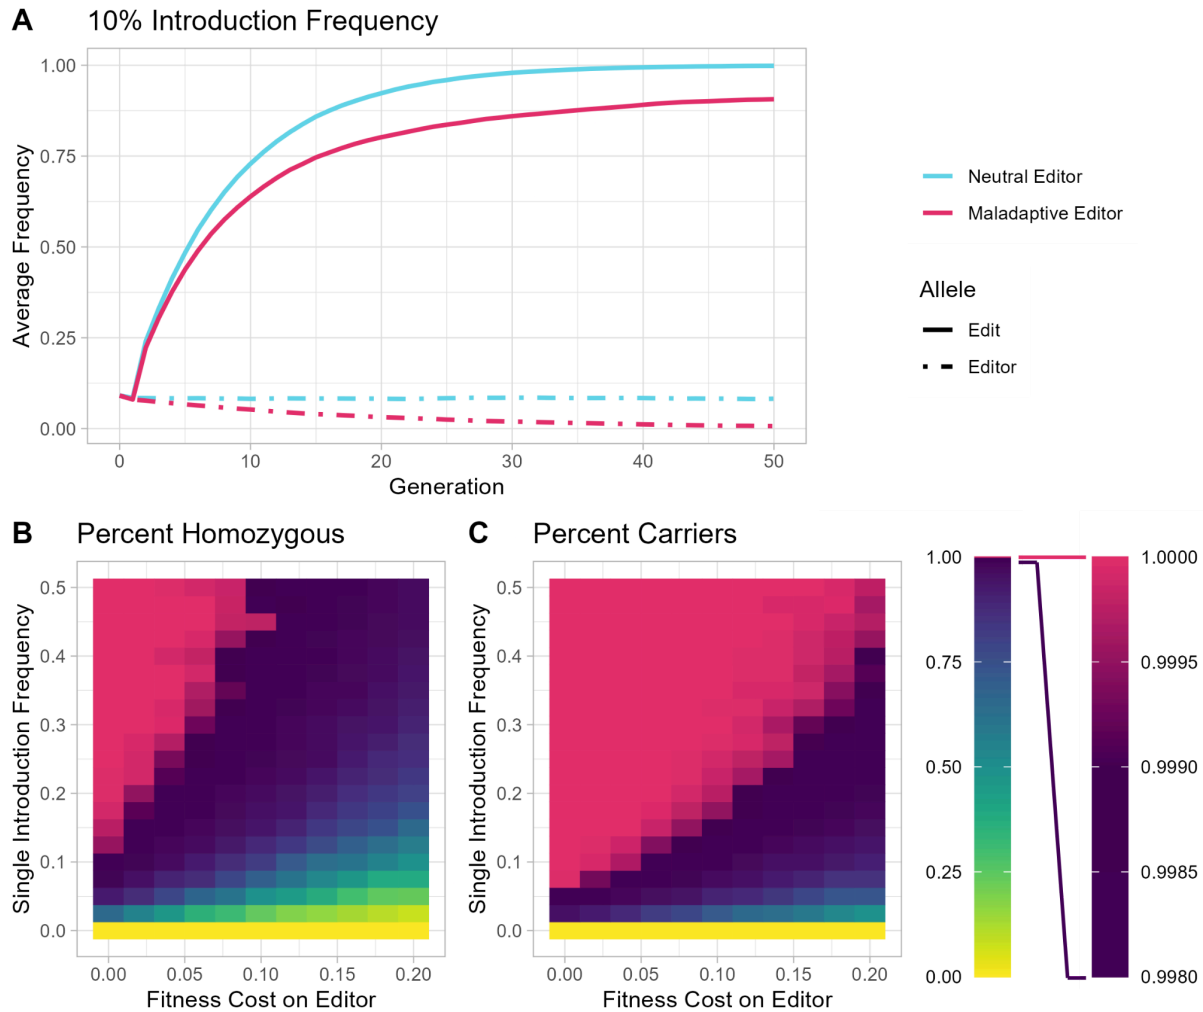 A 10% Introduction Frequency
1.00
0.75
0.50
0.25
0.00
Average Frequency
0 10 20 30 40 50
Generation
Neutral Editor
Maladaptive Editor
Allele
Edit
Editor
B Percent Homozygous
0.5
0.4
0.3
0.2
0.1
0.0
Single Introduction Frequency
0.00 0.05 0.10 0.15 0.20
Fitness Cost on Editor
C Percent Carriers
0.5
0.4
0.3
0.2
0.1
0.0
Single Introduction Frequency
0.00 0.05 0.10 0.15 0.20
Fitness Cost on Editor
1.00
0.75
0.50
0.25
0.00
1.0000
0.9995
0.9990
0.9985
0.9980